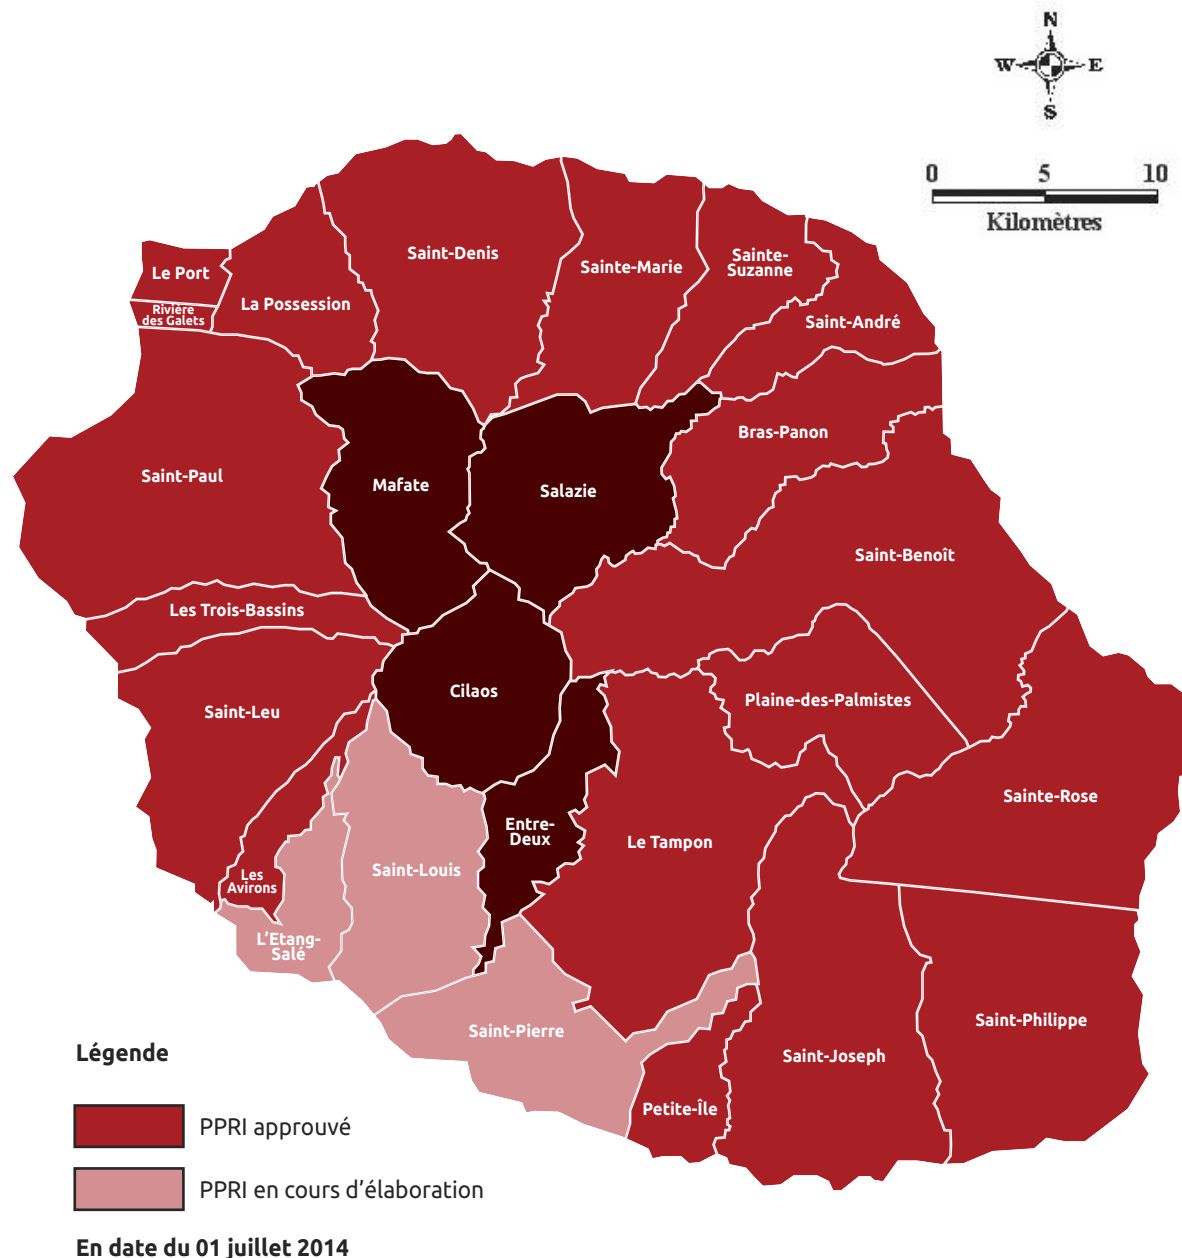 N
W E
S
0 5 10
Kilomètres
Saint-Denis
Sainte-Marie
Sainte-
Suzanne
Le Port
La Possession
Rivière
des Galets
Saint-André
Bras-Panon
Saint-Paul
Mafate
Salazie
Saint-Benoît
Les Trois-Bassins
Cilaos
Plaine-des-Palmistes
Saint-Leu
Sainte-Rose
Entre-
Deux
Le Tampon
Saint-Louis
Les
Avirons
L'Etang-
Salé
Saint-Pierre
Saint-Philippe
Saint-Joseph
Petite-Île
Légende
PPRI approuvé
PPRI en cours d'élaboration
En date du 01 juillet 2014